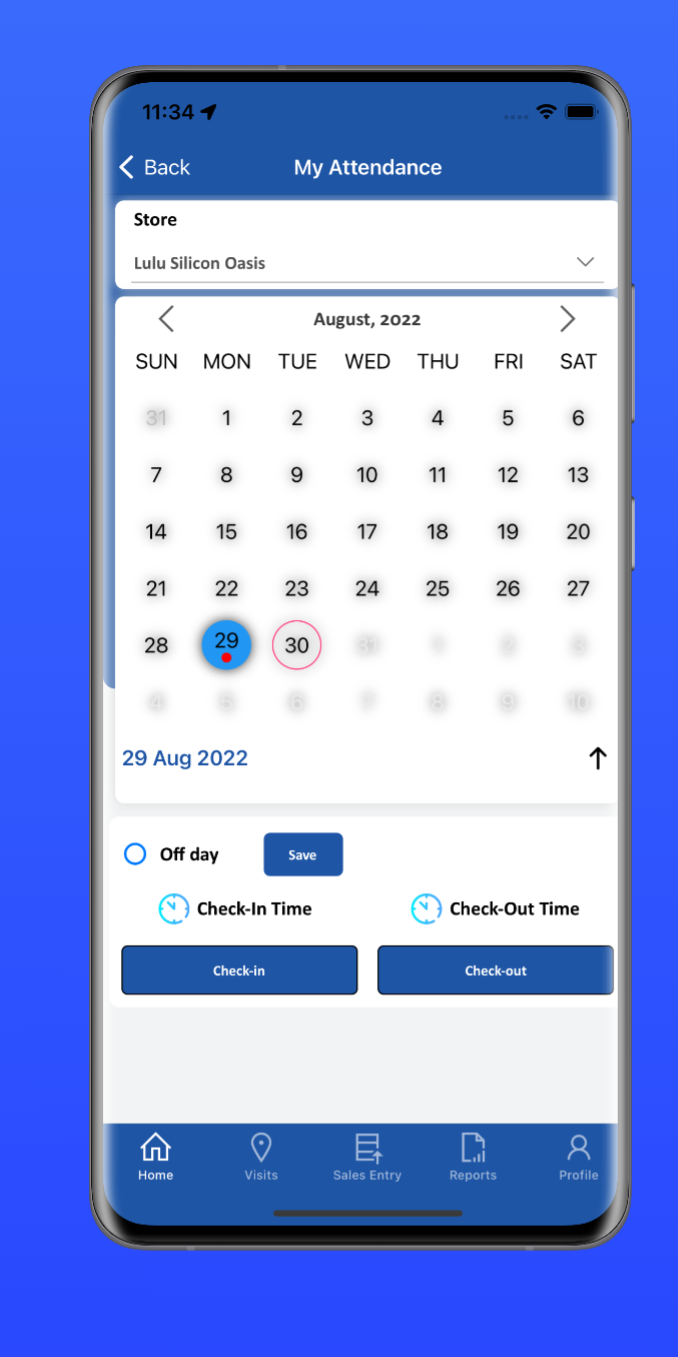 11:34
Back My Attendance
Store
Lulu Silicon Oasis
August, 2022
SUN MON TUE WED THU FRI SAT
31 1 2 3 4 5 6
7 8 9 10 11 12 13
14 15 16 17 18 19 20
21 22 23 24 25 26 27
28 29 30 31 1 2 3
4 5 6 7 8 9 10
29 Aug 2022
Off day Save
Check-In Time Check-Out Time
Check-in Check-out
Home Visits Sales Entry Reports Profile